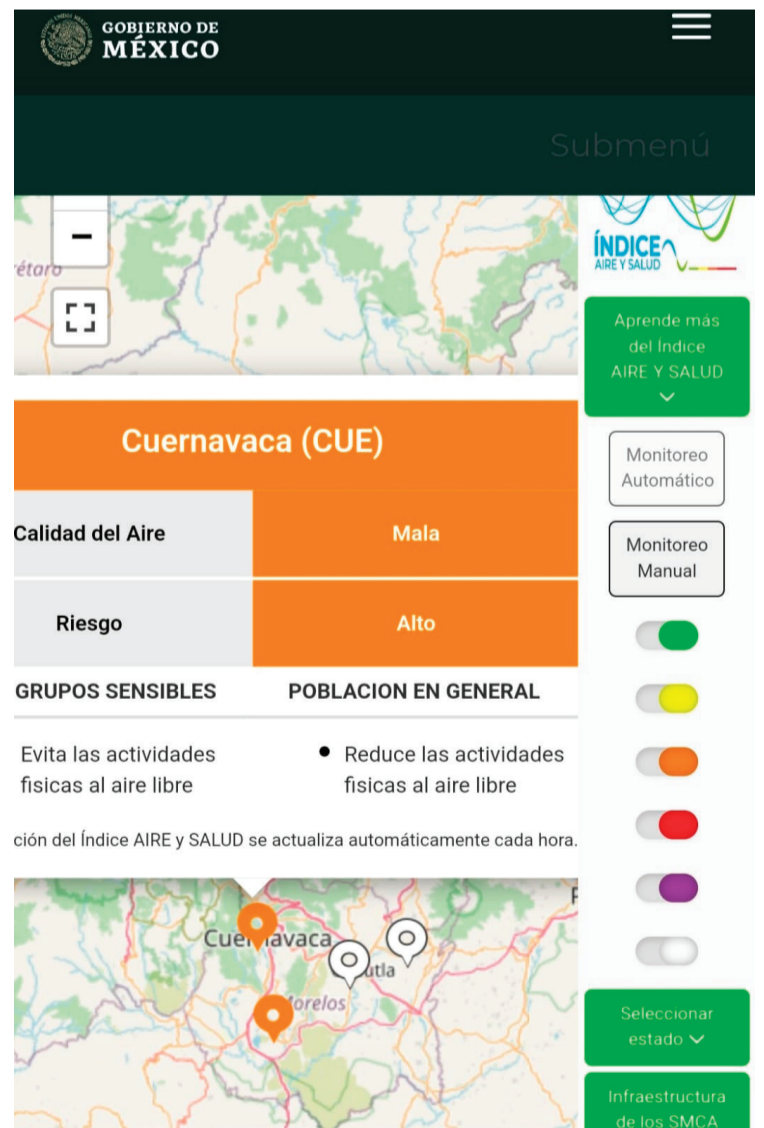 GOBIERNO DE
MÉXICO
Submenú
étaro
ÍNDICE
AIRE Y SALUD
Aprende más
del Índice
AIRE Y SALUD
Cuernavaca (CUE)
Monitoreo
Automático
Calidad del Aire
Mala
Monitoreo
Manual
Riesgo
Alto
GRUPOS SENSIBLES
POBLACION EN GENERAL
Evita las actividades
fisicas al aire libre
• Reduce las actividades
fisicas al aire libre
ción del Índice AIRE y SALUD se actualiza automáticamente cada hora.
Cuernavaca
utla
Morelos
Seleccionar
estado
Infraestructura
de los SMCA